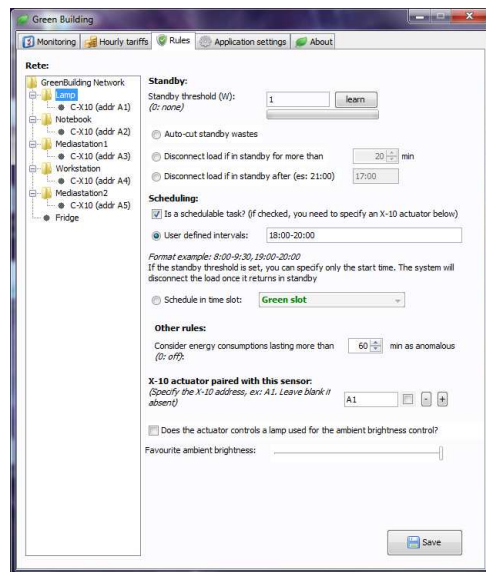 Green Building
Monitoring Hourly tariffs Rules Application settings About
Rete:
GreenBuilding Network
Lamp
C-X10 (addr A1)
Notebook
C-X10 (addr A2)
Mediastation1
C-X10 (addr A3)
Workstation
C-X10 (addr A4)
Mediastation2
C-X10 (addr A5)
Fridge
Standby:
Standby threshold (W): 1 learn
(0: none)
Auto-cut standby wastes
Disconnect load if in standby for more than 20 min
Disconnect load if in standby after (es: 21:00) 17:00
Scheduling:
Is a schedulable task? (if checked, you need to specify an X-10 actuator below)
User defined intervals: 18:00-20:00
Format example: 8:00-9:30,19:00-20:00
If the standby threshold is set, you can specify only the start time. The system will
disconnect the load once it returns in standby
Schedule in time slot: Green slot
Other rules:
Consider energy consumptions lasting more than 60 min as anomalous
(0: off):
X-10 actuator paired with this sensor:
(Specify the X-10 address, ex: A1. Leave blank if
absent) A1 - +
Does the actuator controls a lamp used for the ambient brightness control?
Favourite ambient brightness:
Save